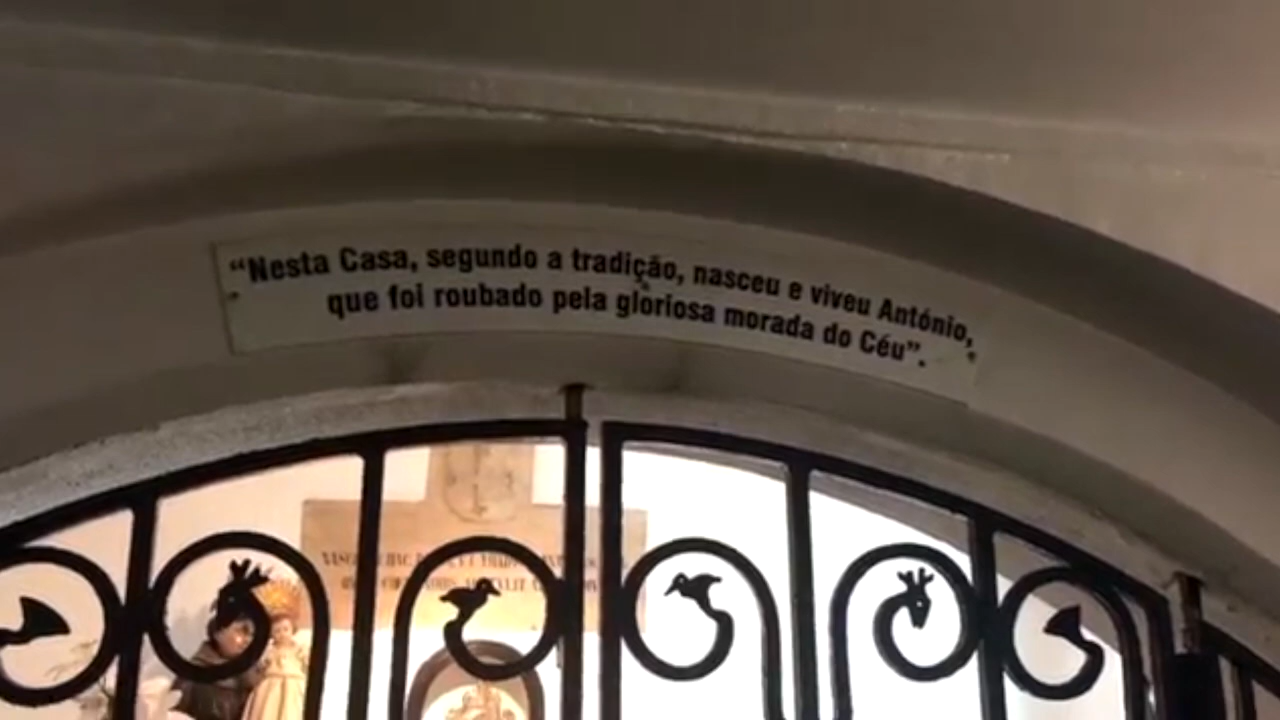 “Nesta Casa, segundo a tradição, nasceu e viveu António,
que foi roubado pela gloriosa morada do Céu”.